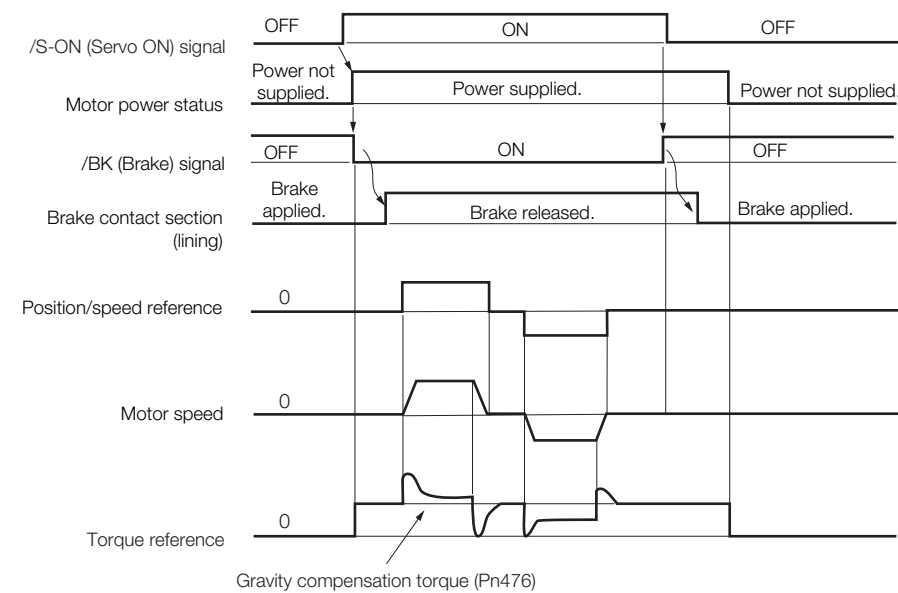 OFF
ON
OFF
/S-ON (Servo ON) signal
Power not
supplied.
Power supplied.
Power not supplied.
Motor power status
OFF
ON
OFF
/BK (Brake) signal
Brake
applied.
Brake released.
Brake applied.
Brake contact section
(lining)
0
Position/speed reference
0
Motor speed
0
Torque reference
Gravity compensation torque (Pn476)